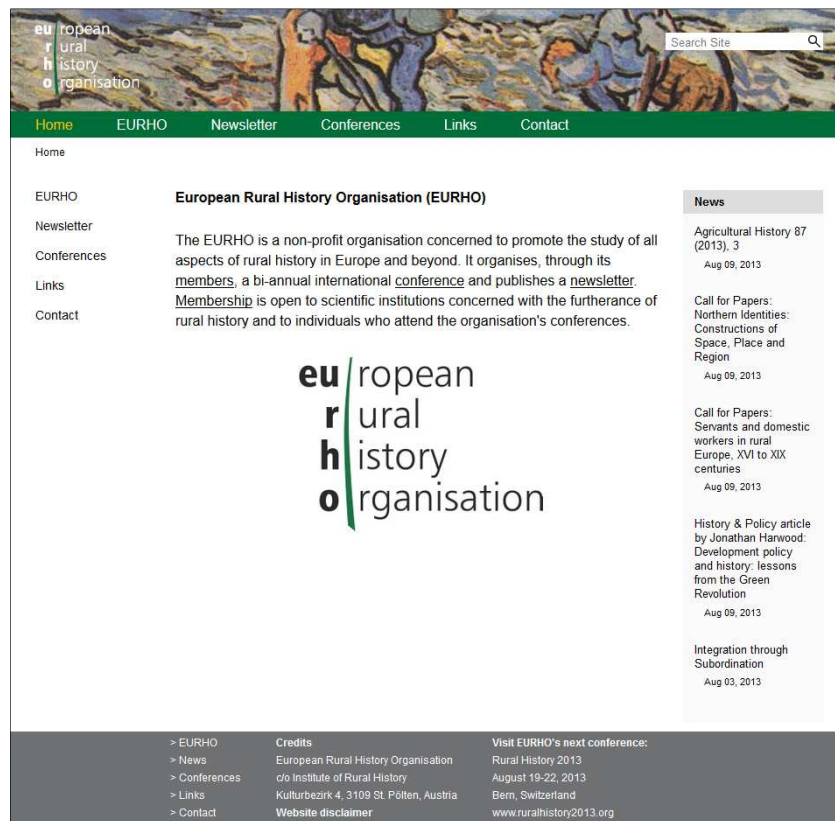 eu ropean
r ural
h istory
o rganisation
Search Site
Home EURHO Newsletter Conferences Links Contact
Home
EURHO
Newsletter
Conferences
Links
Contact
European Rural History Organisation (EURHO)
The EURHO is a non-profit organisation concerned to promote the study of all
aspects of rural history in Europe and beyond. It organises, through its
members, a bi-annual international conference and publishes a newsletter.
Membership is open to scientific institutions concerned with the furtherance of
rural history and to individuals who attend the organisation's conferences.
eu ropean
r ural
h istory
o rganisation
News
Agricultural History 87
(2013), 3
Aug 09, 2013
Call for Papers:
Northern Identities:
Constructions of
Space, Place and
Region
Aug 09, 2013
Call for Papers:
Servants and domestic
workers in rural
Europe, XVI to XIX
centuries
Aug 09, 2013
History & Policy article
by Jonathan Harwood:
Development policy
and history: lessons
from the Green
Revolution
Aug 09, 2013
Integration through
Subordination
Aug 03, 2013
> EURHO
> News
> Conferences
> Links
> Contact
Credits
European Rural History Organisation
c/o Institute of Rural History
Kulturbezirk 4, 3109 St. Pölten, Austria
Website disclaimer
Visit EURHO's next conference:
Rural History 2013
August 19-22, 2013
Bern, Switzerland
www.ruralhistory2013.org